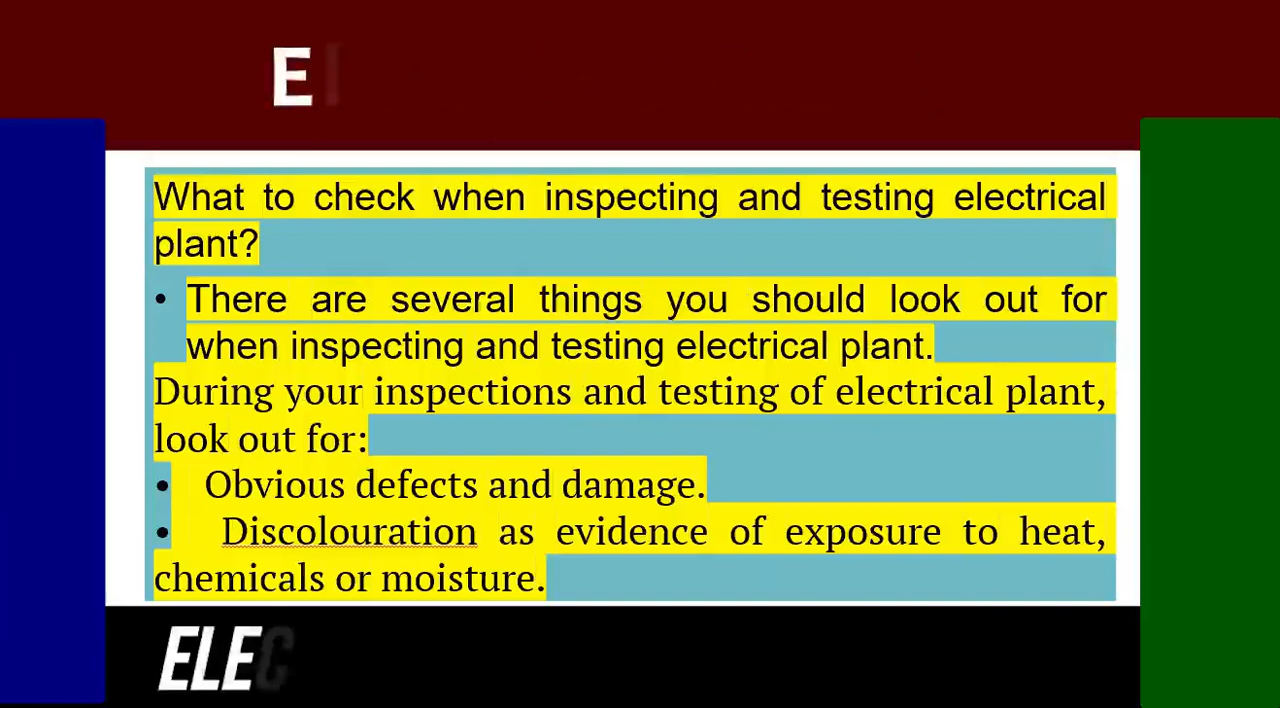 E
What to check when inspecting and testing electrical
plant?
• There are several things you should look out for
when inspecting and testing electrical plant.
During your inspections and testing of electrical plant,
look out for:
• Obvious defects and damage.
• Discolouration as evidence of exposure to heat,
chemicals or moisture.
ELEC